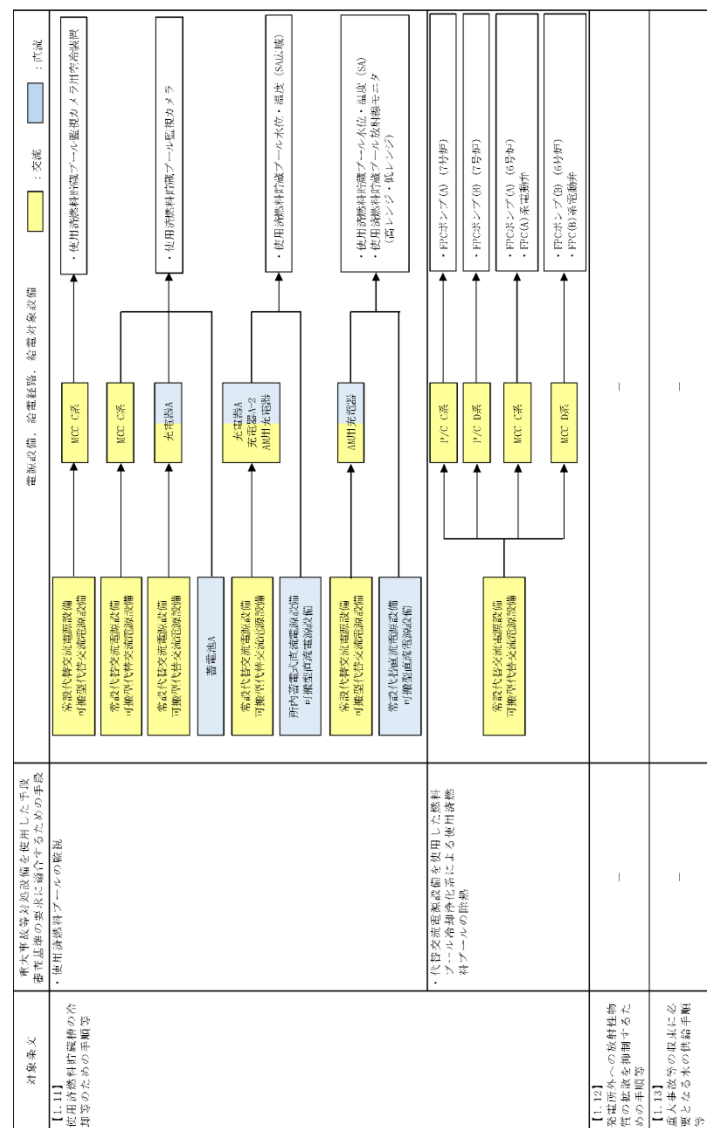 対象条文
重大事故等対処設備を使用した手段
審査基準の要求に適合するための手段
電源設備，給電経路，給電対象設備
：交流
：直流
【1.11】
使用済燃料貯蔵槽の冷
却等のための手順等
・使用済燃料プールの監視
常設代替交流電源設備
可搬型代替交流電源設備
MCC C系
・使用済燃料貯蔵プール監視カメラ用空冷装置
常設代替交流電源設備
可搬型代替交流電源設備
MCC C系
常設代替交流電源設備
可搬型代替交流電源設備
充電器A
蓄電池A
・使用済燃料貯蔵プール監視カメラ
常設代替交流電源設備
可搬型代替交流電源設備
充電器A
充電器A-2
AM用充電器
所内蓄電式直流電源設備
可搬型直流電源設備
・使用済燃料貯蔵プール水位・温度（SA広域）
常設代替交流電源設備
可搬型代替交流電源設備
AM用充電器
常設代替直流電源設備
可搬型直流電源設備
・使用済燃料貯蔵プール水位・温度（SA）
・使用済燃料貯蔵プール放射線モニタ
（高レンジ・低レンジ）
・代替交流電源設備を使用した燃料
プール冷却浄化系による使用済燃
料プールの除熱
常設代替交流電源設備
可搬型代替交流電源設備
P/C C系
・FPCポンプ(A)（7号炉）
P/C D系
・FPCポンプ(B)（7号炉）
MCC C系
・FPCポンプ(A)（6号炉）
・FPC(A)系電動弁
MCC D系
・FPCポンプ(B)（6号炉）
・FPC(B)系電動弁
【1.12】
発電所外への放射性物
質の拡散を抑制するた
めの手順等
－
－
【1.13】
重大事故等の収束に必
要となる水の供給手順
等
－
－